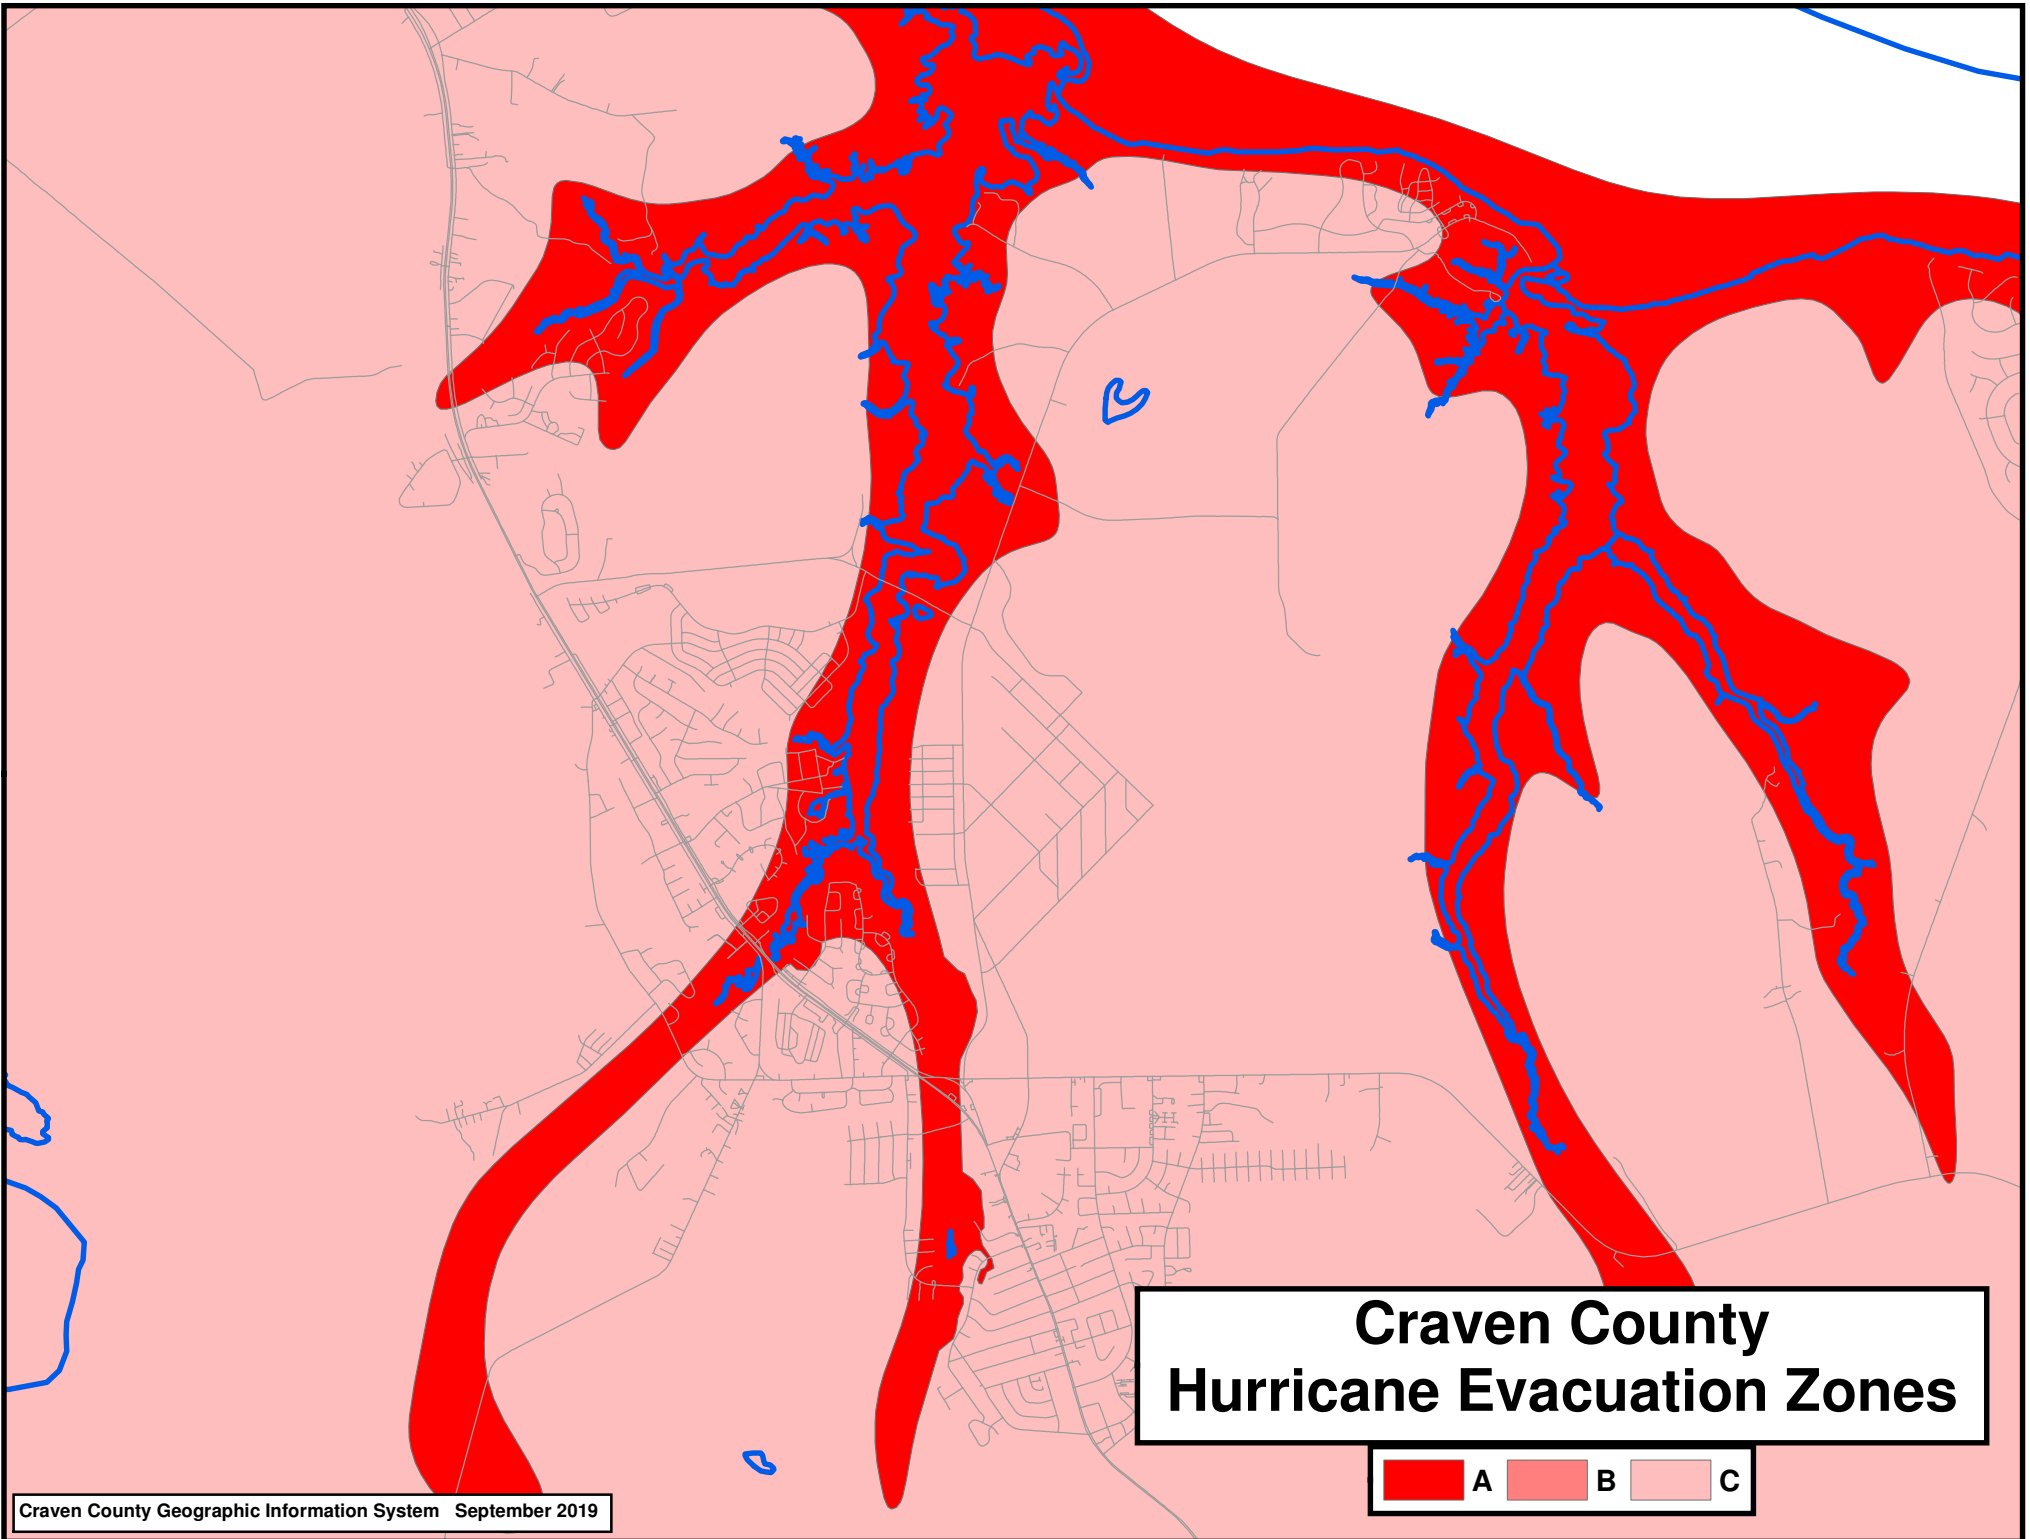 Craven County
Hurricane Evacuation Zones
A B C
Craven County Geographic Information System September 2019